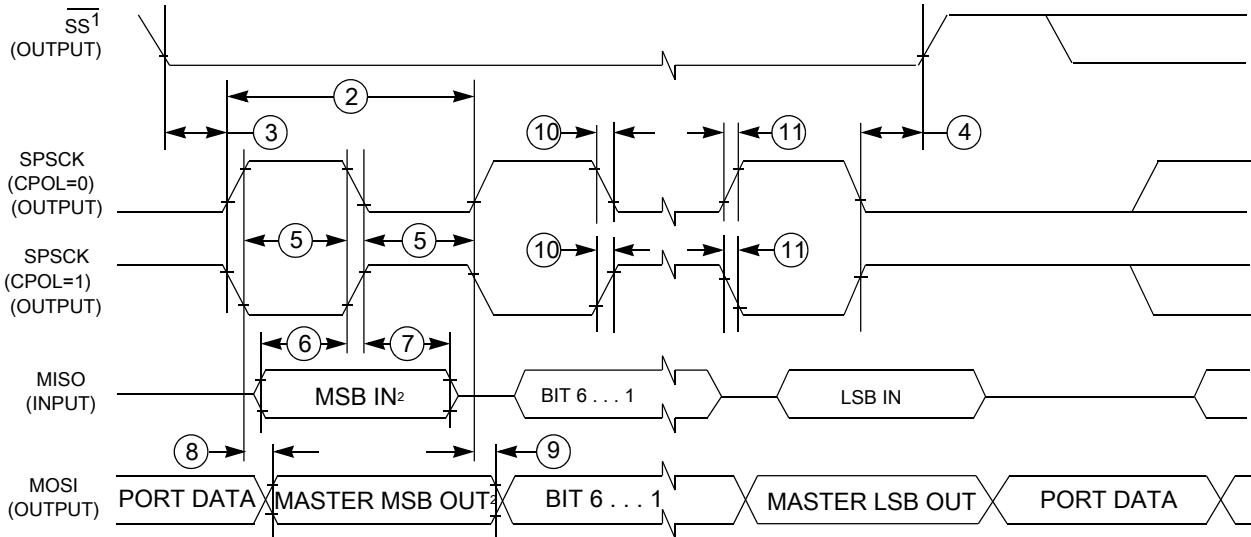 SS¹
(OUTPUT)
②
③
⑩
⑪
④
SPSCK
(CPOL=0)
(OUTPUT)
⑤ ⑤
⑩
⑪
SPSCK
(CPOL=1)
(OUTPUT)
⑥ ⑦
MISO
(INPUT)
MSB IN²
BIT 6 . . . 1
LSB IN
⑧
⑨
MOSI
(OUTPUT)
PORT DATA
MASTER MSB OUT²
BIT 6 . . . 1
MASTER LSB OUT
PORT DATA